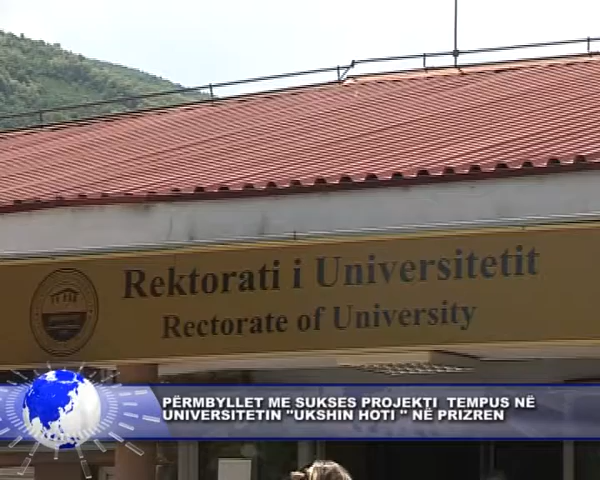 Rektorati i Universitetit
Rectorate of University
PËRMBYLLET ME SUKSES PROJEKTI TEMPUS NË
UNIVERSITETIN "UKSHIN HOTI " NË PRIZREN